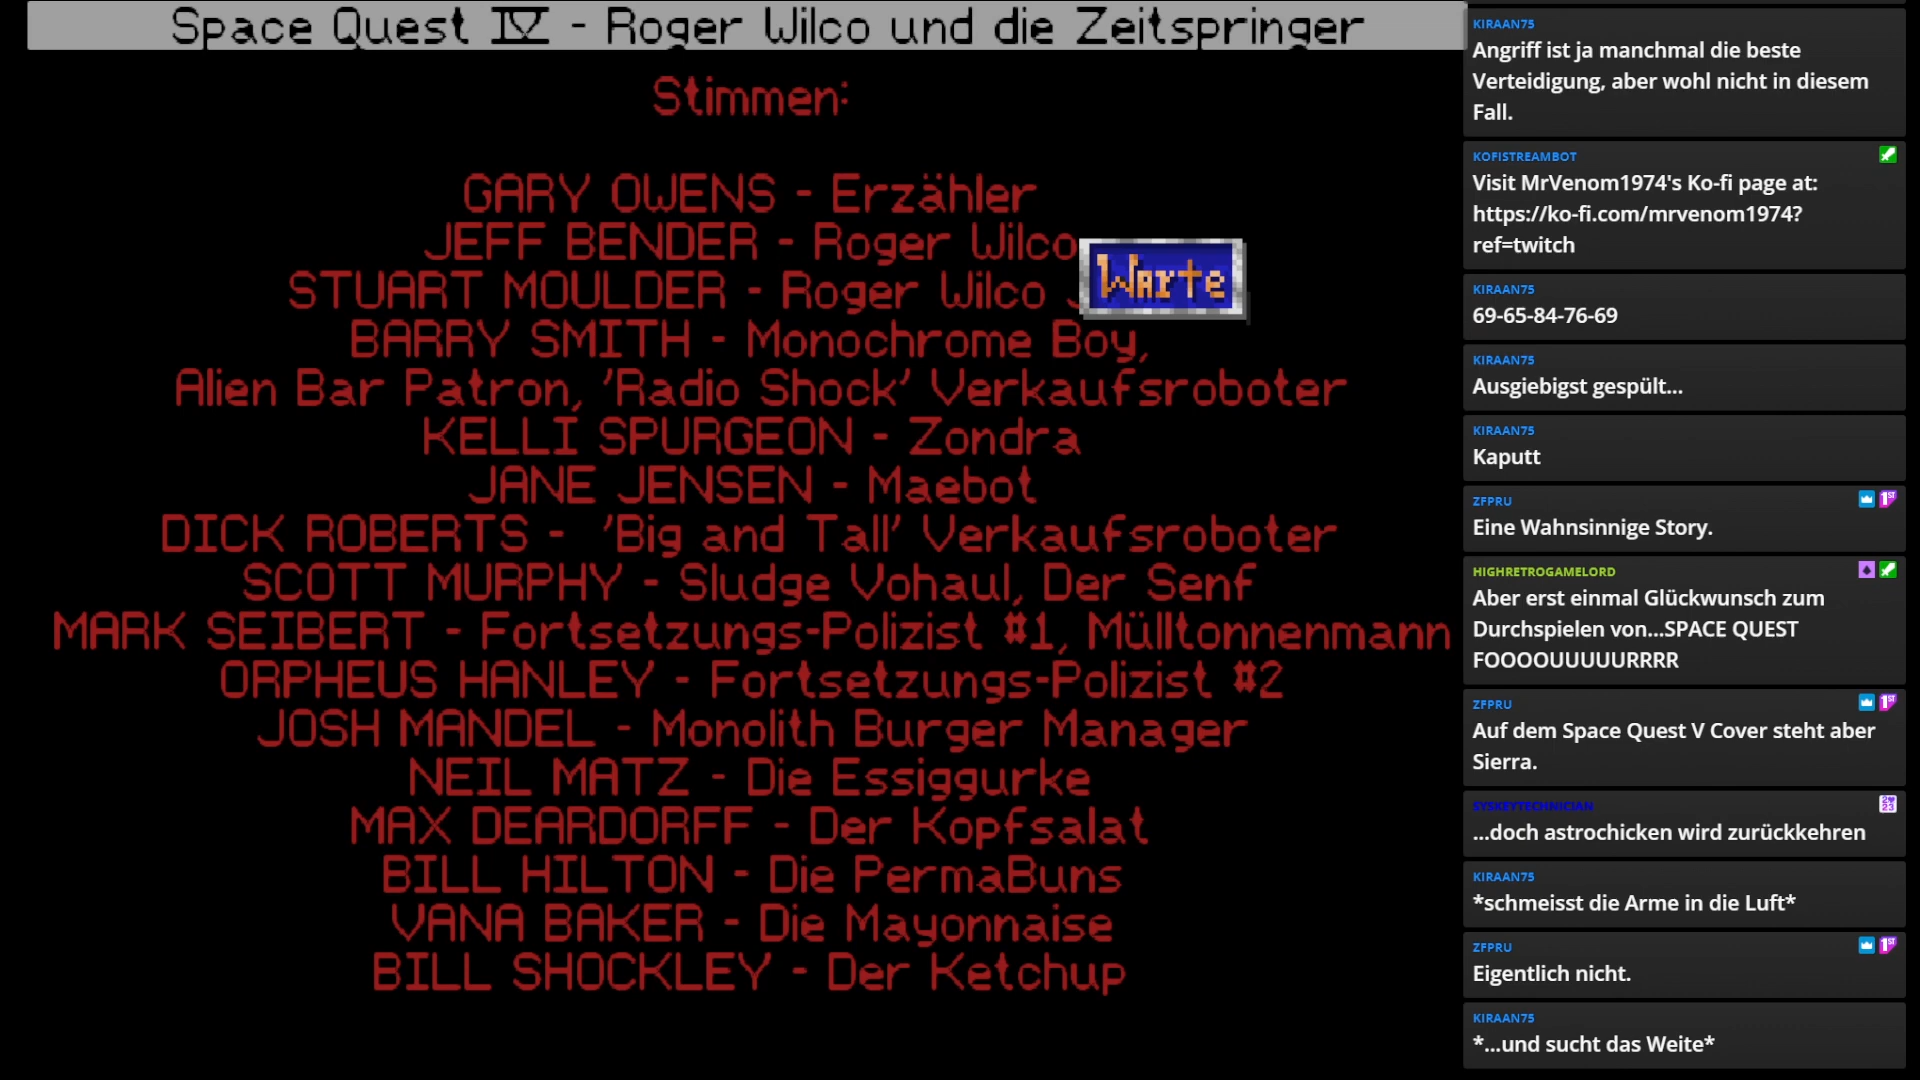 Space Quest IV - Roger Wilco und die Zeitspringer
Stimmen:
GARY OWENS - Erzähler
JEFF BENDER - Roger Wilco
STUART MOULDER - Roger Wilco
Warte
BARRY SMITH - Monochrome Boy,
Alien Bar Patron, 'Radio Shock' Verkaufsroboter
KELLI SPURGEON - Zondra
JANE JENSEN - Maebot
DICK ROBERTS - 'Big and Tall' Verkaufsroboter
SCOTT MURPHY - Sludge Vohaul, Der Senf
MARK SEIBERT - Fortsetzungs-Polizist #1, Mülltonnenmann
ORPHEUS HANLEY - Fortsetzungs-Polizist #2
JOSH MANDEL - Monolith Burger Manager
NEIL MATZ - Die Essiggurke
MAX DEARDORFF - Der Kopfsalat
BILL HILTON - Die PermaBuns
VANA BAKER - Die Mayonnaise
BILL SHOCKLEY - Der Ketchup
KIRAAN75
Angriff ist ja manchmal die beste
Verteidigung, aber wohl nicht in diesem
Fall.
KOFISTREAMBOT
Visit MrVenom1974's Ko-fi page at:
https://ko-fi.com/mrvenom1974?
ref=twitch
KIRAAN75
69-65-84-76-69
KIRAAN75
Ausgiebigst gespült...
KIRAAN75
Kaputt
ZFPRU
1ST
Eine Wahnsinnige Story.
HIGHRETROGAMELORD
Aber erst einmal Glückwunsch zum
Durchspielen von...SPACE QUEST
FOOOOUUUUURRRR
ZFPRU
1ST
Auf dem Space Quest V Cover steht aber
Sierra.
SYSKEYTECHNICIAN
...doch astrochicken wird zurückkehren
KIRAAN75
*schmeisst die Arme in die Luft*
ZFPRU
1ST
Eigentlich nicht.
KIRAAN75
*...und sucht das Weite*